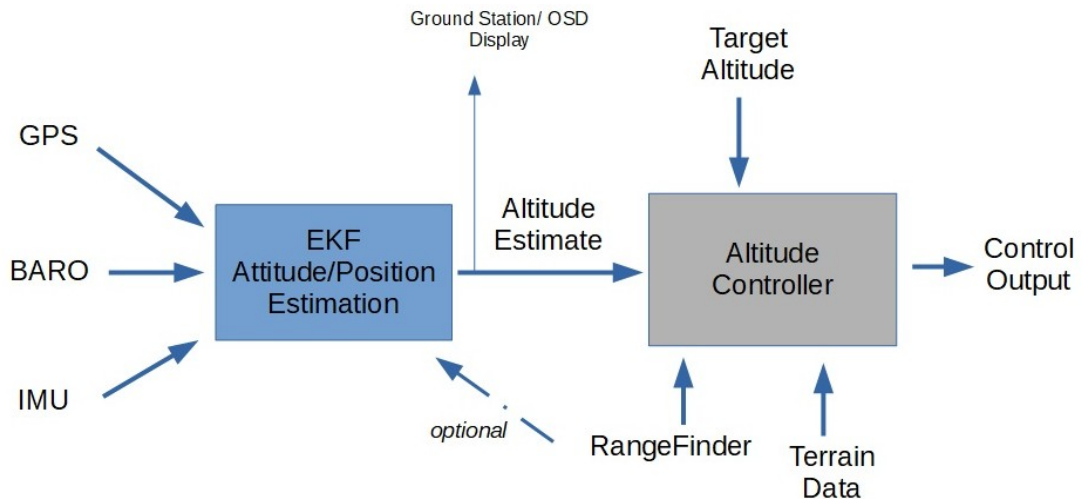 Ground Station/ OSD
Display
Target
Altitude
GPS
Altitude
Estimate
EKF
Attitude/Position
Estimation
BARO
Altitude
Controller
Control
Output
IMU
optional
RangeFinder
Terrain
Data